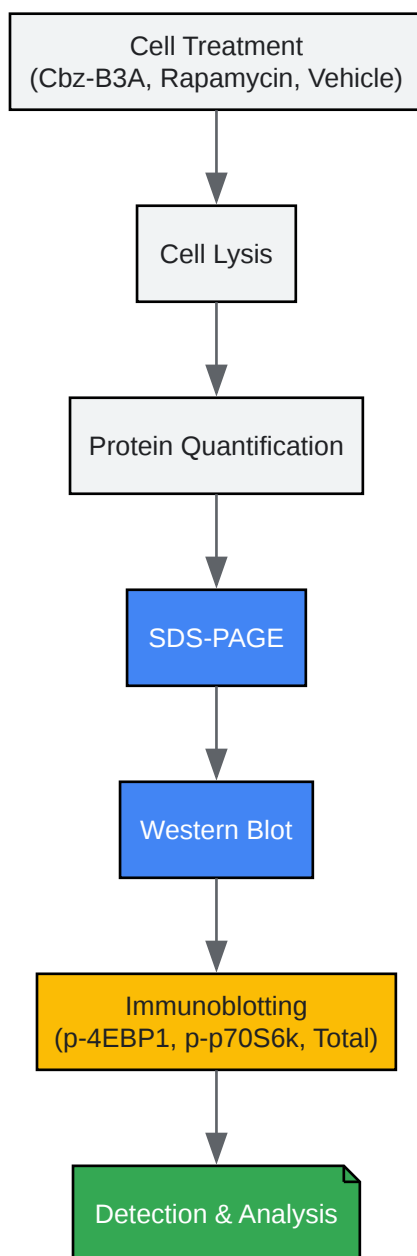 Cell Treatment
(Cbz-B3A, Rapamycin, Vehicle)
Cell Lysis
Protein Quantification
SDS-PAGE
Western Blot
Immunoblotting
(p-4EBP1, p-p70S6k, Total)
Detection & Analysis